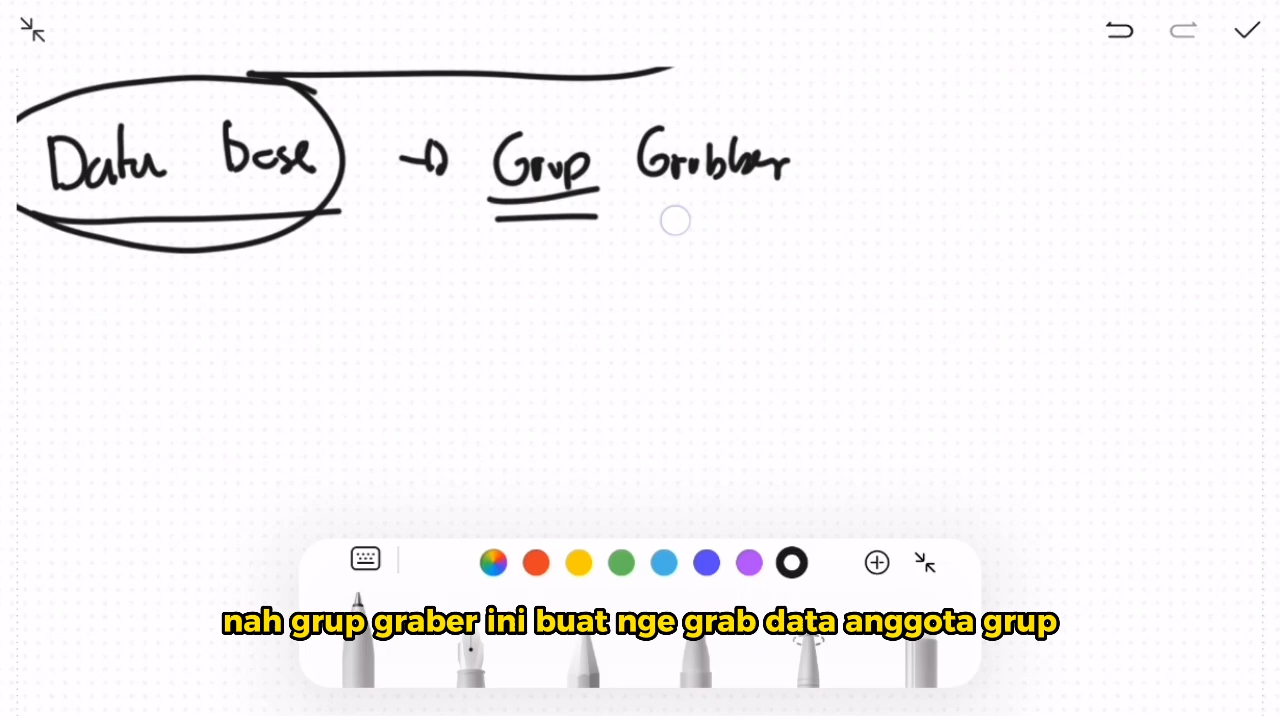 Data base → Grup Grabber
nah grup graber ini buat nge grab data anggota grup